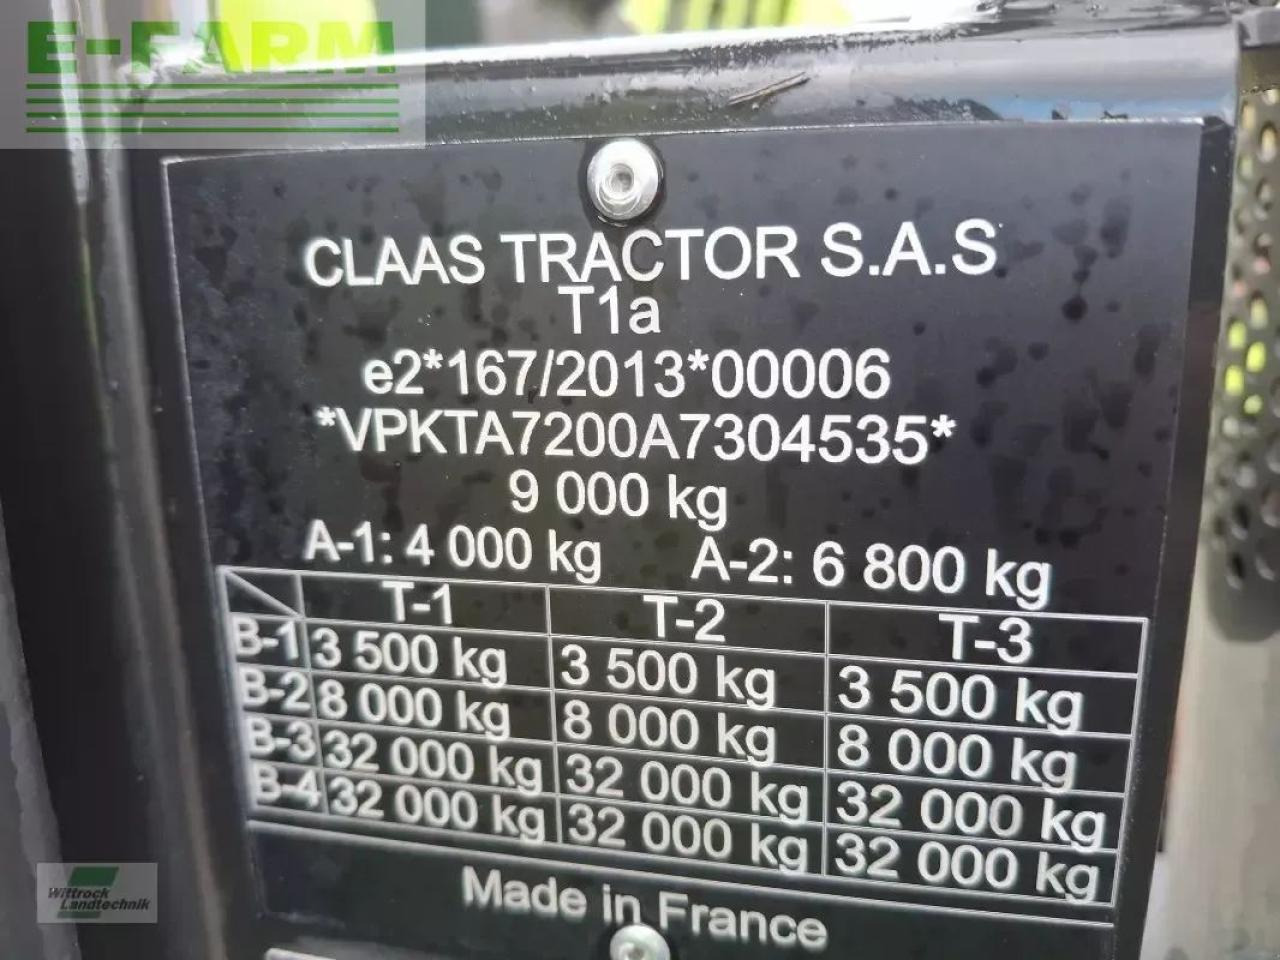 E-FARM
CLAAS TRACTOR S.A.S
T1a
e2*167/2013*00006
*VPKTA7200A7304535*
9 000 kg
A-1: 4 000 kg A-2: 6 800 kg
T-1 T-2 T-3
B-1 3 500 kg 3 500 kg 3 500 kg
B-2 8 000 kg 8 000 kg 8 000 kg
B-3 32 000 kg 32 000 kg 32 000 kg
B-4 32 000 kg 32 000 kg 32 000 kg
Made in France
Wittrock
Landtechnik